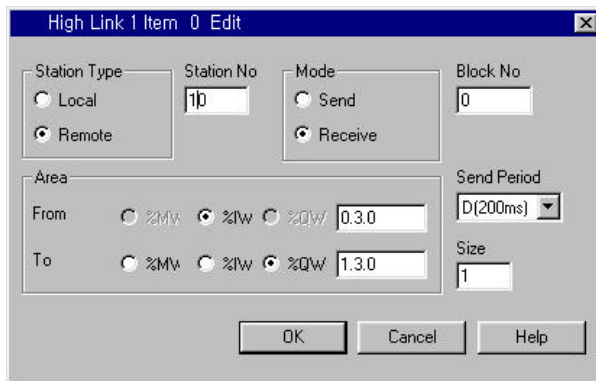 High Link 1 Item 0 Edit
Station Type
Station No
Mode
Block No
Local
10
Send
0
Remote
Receive
Area
Send Period
From %MW %IW %QW 0.3.0
D(200ms)
To %MW %IW %QW 1.3.0
Size
1
OK Cancel Help